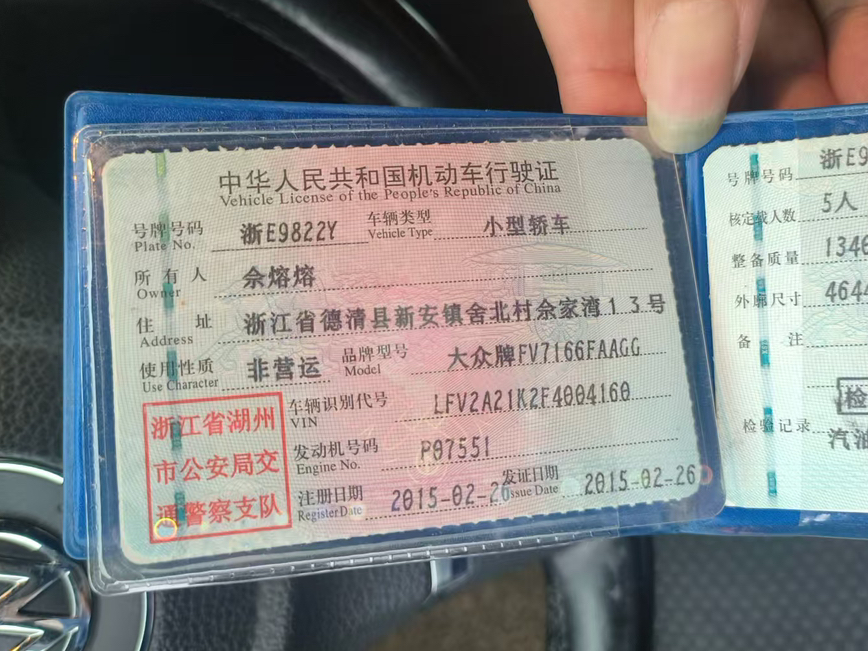 中华人民共和国机动车行驶证
Vehicle License of the People's Republic of China
号牌号码 浙E9822Y 车辆类型 小型轿车
Plate No. Vehicle Type
所有人 佘熔熔
Owner
住址 浙江省德清县新安镇舍北村佘家湾13号
Address
使用性质 非营运 品牌型号 大众牌FV7166FAAGG
Use Character Model
浙江省湖州
市公安局交
通警察支队
车辆识别代号 LFV2A21K2F4004160
VIN
发动机号码 P07551
Engine No.
注册日期 2015-02-26 发证日期 2015-02-26
Register Date Issue Date
号牌号码 浙E9
核定载人数 5人
整备质量 1340
外廓尺寸 464
备注
检
检验记录
汽油